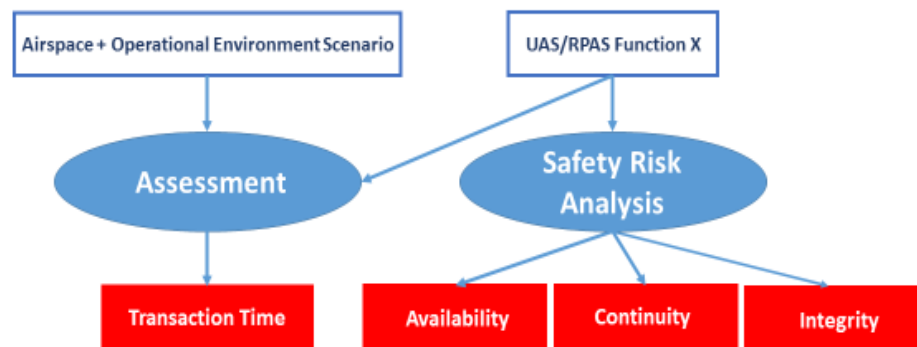 Airspace + Operational Environment Scenario
UAS/RPAS Function X
Assessment
Safety Risk
Analysis
Transaction Time
Availability
Continuity
Integrity